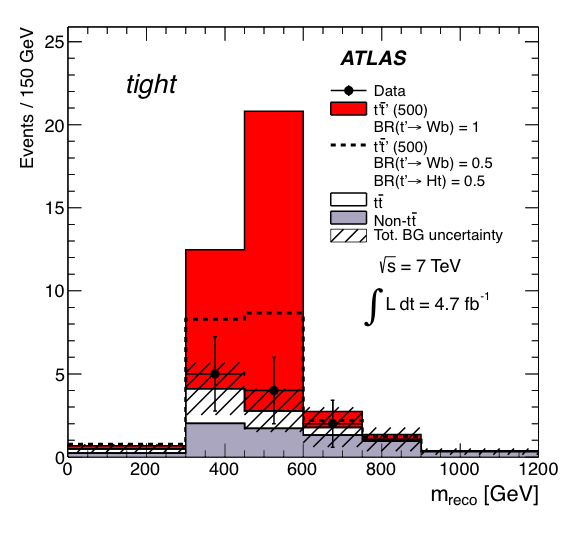 25
20
15
10
5
0
Events / 150 GeV
tight
ATLAS
Data
tt̄' (500)
BR(t'→ Wb) = 1
tt̄' (500)
BR(t'→ Wb) = 0.5
BR(t'→ Ht) = 0.5
tt̄
Non-tt̄
Tot. BG uncertainty
√s = 7 TeV
∫ L dt = 4.7 fb⁻¹
0 200 400 600 800 1000 1200
m_reco [GeV]